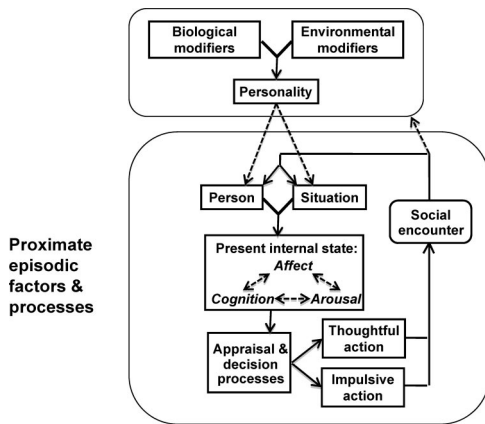 Biological
modifiers
Environmental
modifiers
Personality
Person
Situation
Social
encounter
Proximate
episodic
factors &
processes
Present internal state:
Affect
Cognition
Arousal
Appraisal &
decision
processes
Thoughtful
action
Impulsive
action